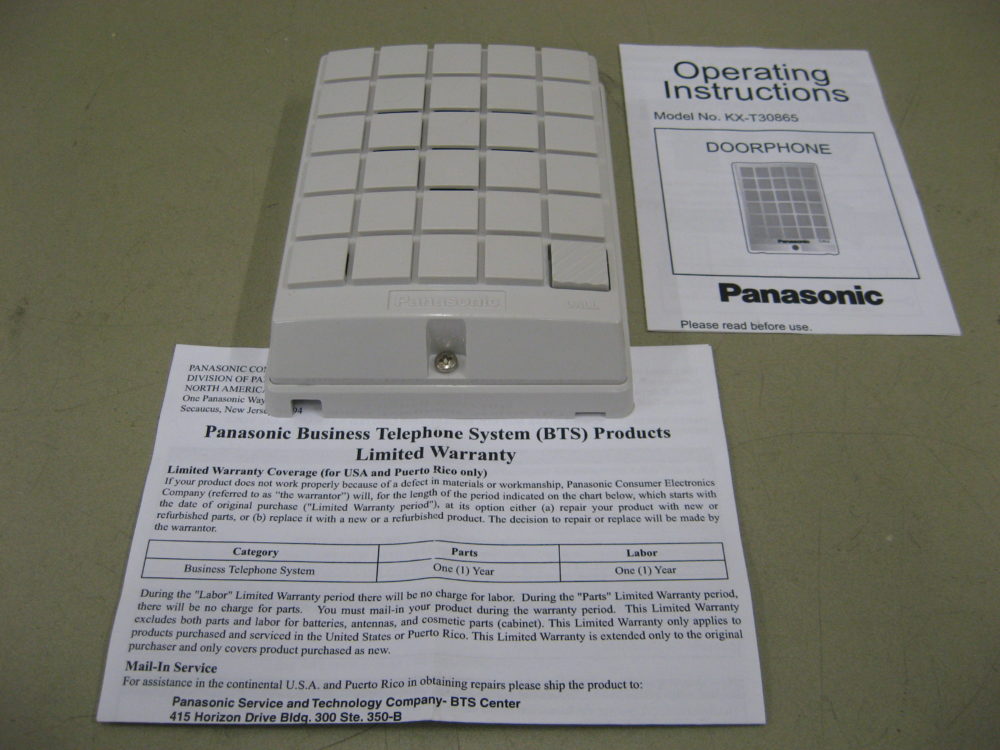 Operating
Instructions
Model No. KX-T30865
DOORPHONE
Panasonic
Panasonic
Please read before use.
Panasonic
CALL
PANASONIC
DIVISION OF
NORTH
One Panasonic Way
Secaucus, New
Panasonic Business Telephone System (BTS) Products
Limited Warranty
Limited Warranty Coverage (for USA and Puerto Rico only)
If your product does not work properly because of a defect in materials or workmanship, Panasonic Consumer Electronics
Company (referred to as "the warrantor") will, for the length of the period indicated on the chart below, which starts with
the date of original purchase ("Limited Warranty period"), at its option either (a) repair your product with new or
refurbished parts, or (b) replace it with a new or a refurbished product. The decision to repair or replace will be made by
the warrantor.
Category Parts Labor
Business Telephone System One (1) Year One (1) Year
During the "Labor" Limited Warranty period there will be no charge for labor. During the "Parts" Limited Warranty period,
there will be no charge for parts. You must mail-in your product during the warranty period. This Limited Warranty
excludes both parts and labor for batteries, antennas, and cosmetic parts (cabinet). This Limited Warranty only applies to
products purchased and serviced in the United States or Puerto Rico. This Limited Warranty is extended only to the original
purchaser and only covers product purchased as new.
Mail-In Service
For assistance in the continental U.S.A. and Puerto Rico in obtaining repairs please ship the product to:
Panasonic Service and Technology Company- BTS Center
415 Horizon Drive Bldg. 300 Ste. 350-B